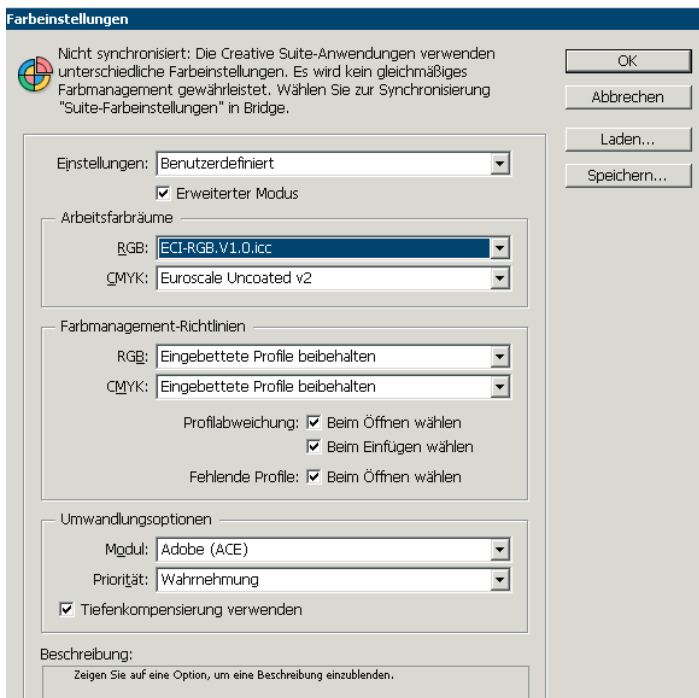 Farbeinstellungen
Nicht synchronisiert: Die Creative Suite-Anwendungen verwenden
unterschiedliche Farbeinstellungen. Es wird kein gleichmäßiges
Farbmanagement gewährleistet. Wählen Sie zur Synchronisierung
"Suite-Farbeinstellungen" in Bridge.
OK
Abbrechen
Laden...
Speichern...
Einstellungen: Benutzerdefiniert
Erweiterter Modus
Arbeitsfarbräume
RGB: ECI-RGB.V1.0.icc
CMYK: Euroscale Uncoated v2
Farbmanagement-Richtlinien
RGB: Eingebettete Profile beibehalten
CMYK: Eingebettete Profile beibehalten
Profilabweichung: Beim Öffnen wählen
Beim Einfügen wählen
Fehlende Profile: Beim Öffnen wählen
Umwandlungsoptionen
Modul: Adobe (ACE)
Priorität: Wahrnehmung
Tiefenkompensierung verwenden
Beschreibung:
Zeigen Sie auf eine Option, um eine Beschreibung einzublenden.